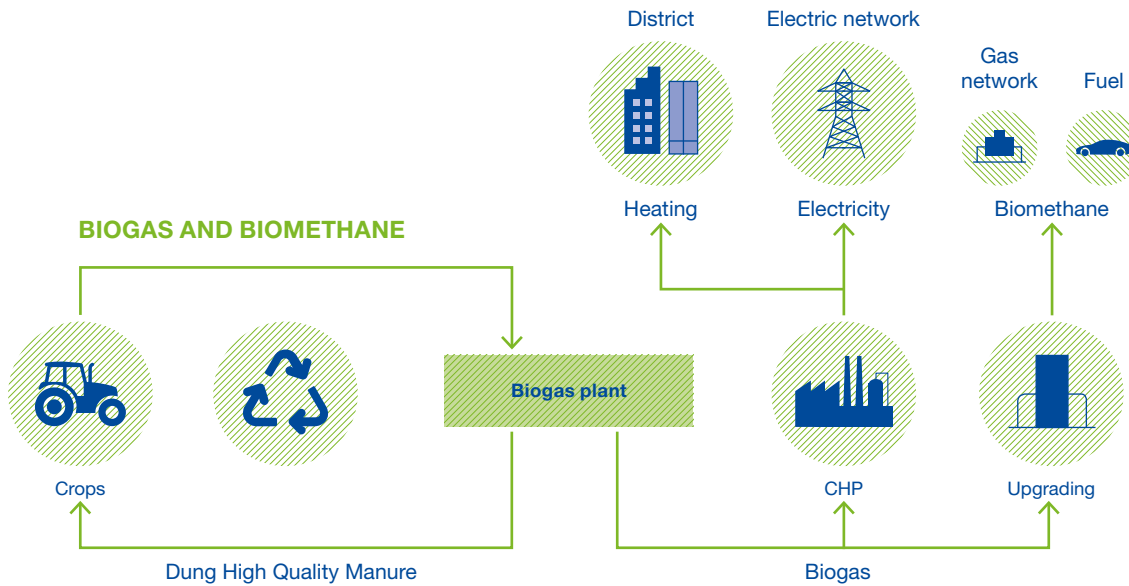 District
Electric network
Gas
network
Fuel
Heating
Electricity
Biomethane
BIOGAS AND BIOMETHANE
Biogas plant
Crops
CHP
Upgrading
Dung High Quality Manure
Biogas